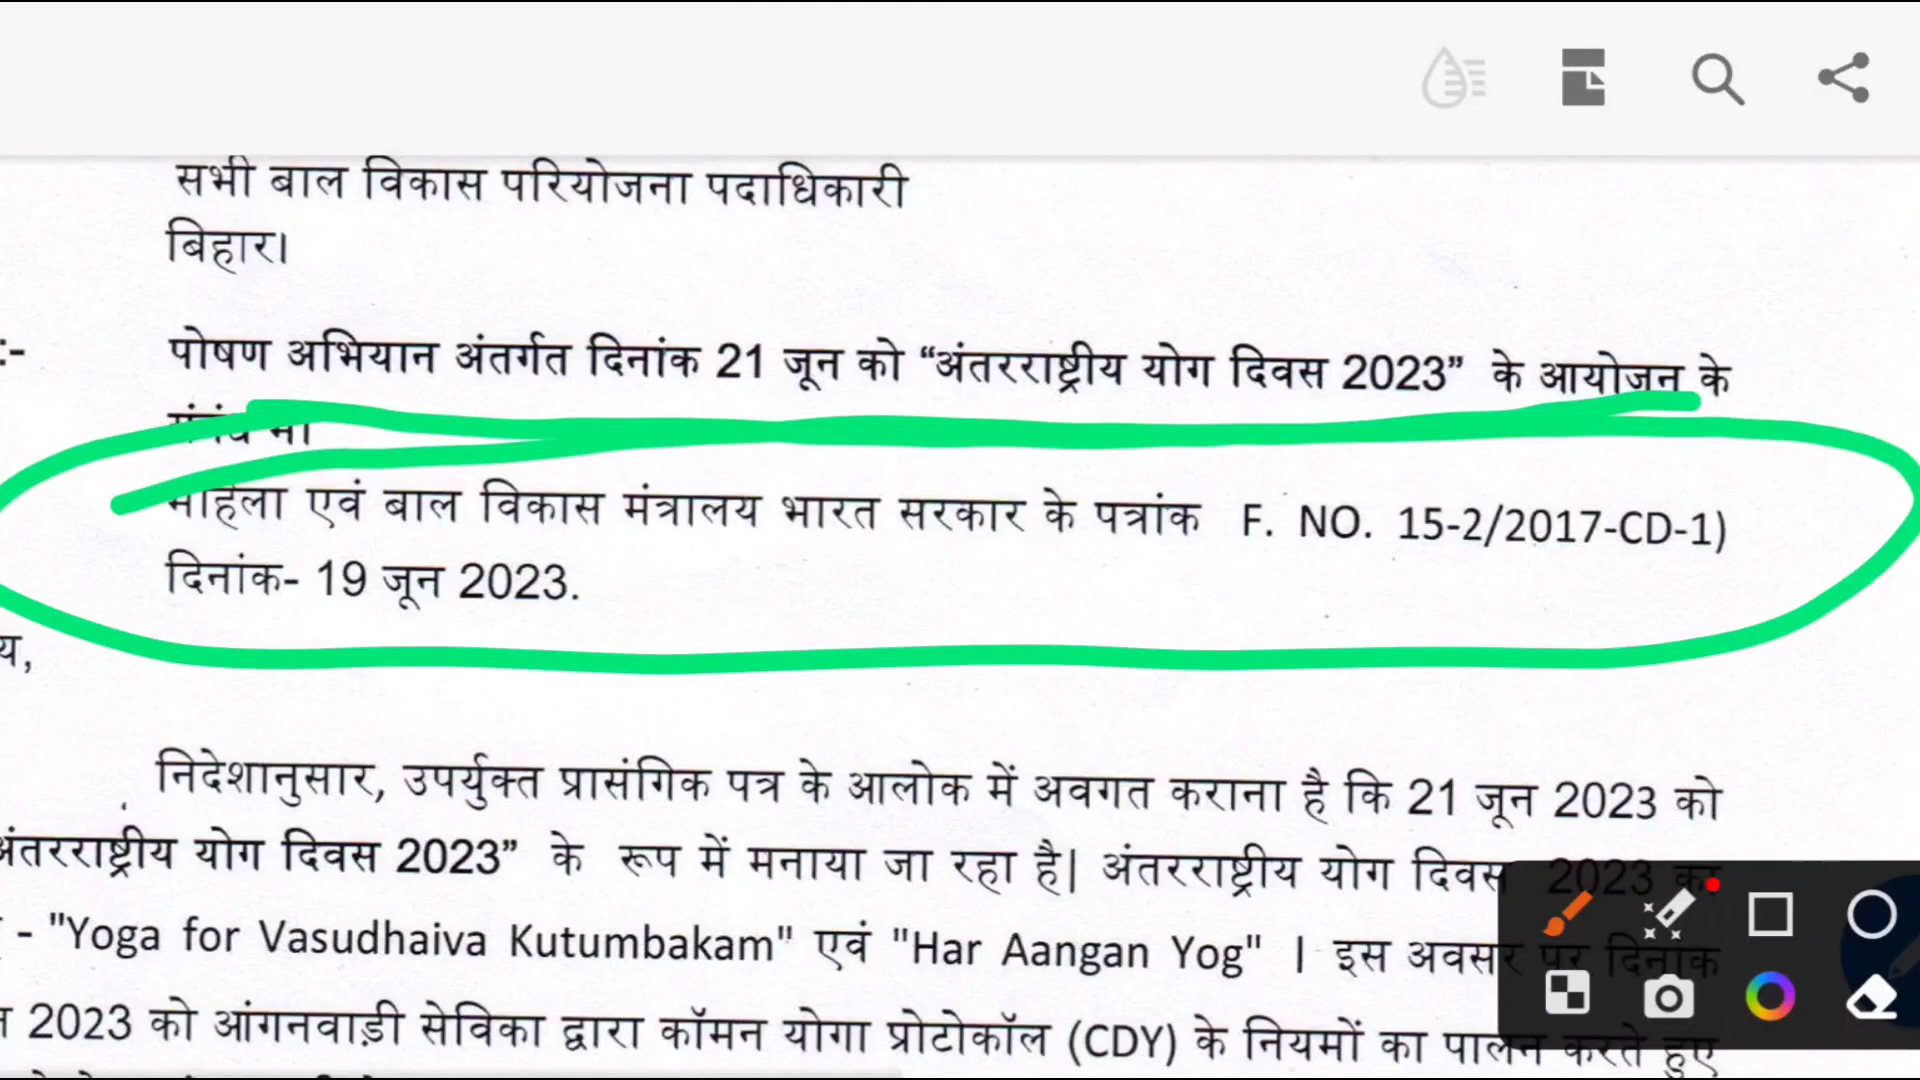 सभी बाल विकास परियोजना पदाधिकारी
बिहार।
:- पोषण अभियान अंतर्गत दिनांक 21 जून को “अंतरराष्ट्रीय योग दिवस 2023” के आयोजन के
महिला एवं बाल विकास मंत्रालय भारत सरकार के पत्रांक F. NO. 15-2/2017-CD-1)
दिनांक- 19 जून 2023.
य,
निदेशानुसार, उपर्युक्त प्रासंगिक पत्र के आलोक में अवगत कराना है कि 21 जून 2023 को
अंतरराष्ट्रीय योग दिवस 2023” के रूप में मनाया जा रहा है| अंतरराष्ट्रीय योग दिवस 2023 का
- "Yoga for Vasudhaiva Kutumbakam" एवं "Har Aangan Yog" । इस अवसर पर दिनांक
2023 को आंगनवाड़ी सेविका द्वारा कॉमन योगा प्रोटोकॉल (CDY) के नियमों का पालन करते हुए